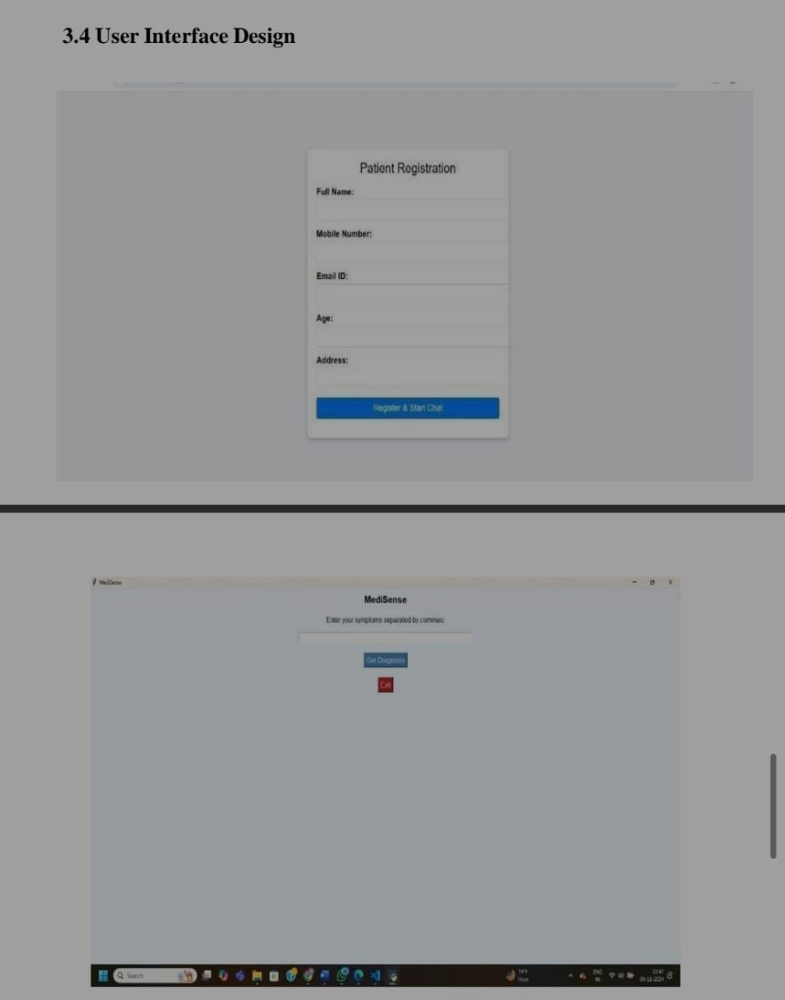 3.4 User Interface Design
Patient Registration
Full Name:
Mobile Number:
Email ID:
Age:
Address:
Register & Start Chat
MediSense
MediSense
Enter your symptoms separated by commas:
Get Diagnosis
Exit
Search
74°F
Haze
ENG
IN
22:47
09-11-2024